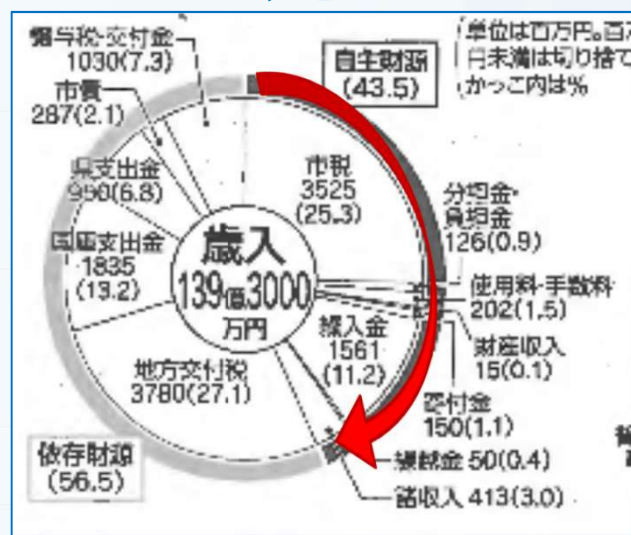 単位は百万円。百万
円未満は切り捨て
かっこ内は%
譲与税・交付金
1030(7.3)
市債
287(2.1)
県支出金
950(6.8)
国庫支出金
1835
(13.2)
地方交付税
3780(27.1)
依存財源
(56.5)
自主財源
(43.5)
市税
3525
(25.3)
分担金・
負担金
126(0.9)
使用料・手数料
202(1.5)
財産収入
15(0.1)
寄付金
150(1.1)
繰入金
1561
(11.2)
繰越金 50(0.4)
諸収入 413(3.0)
歳入
139億3000
万円